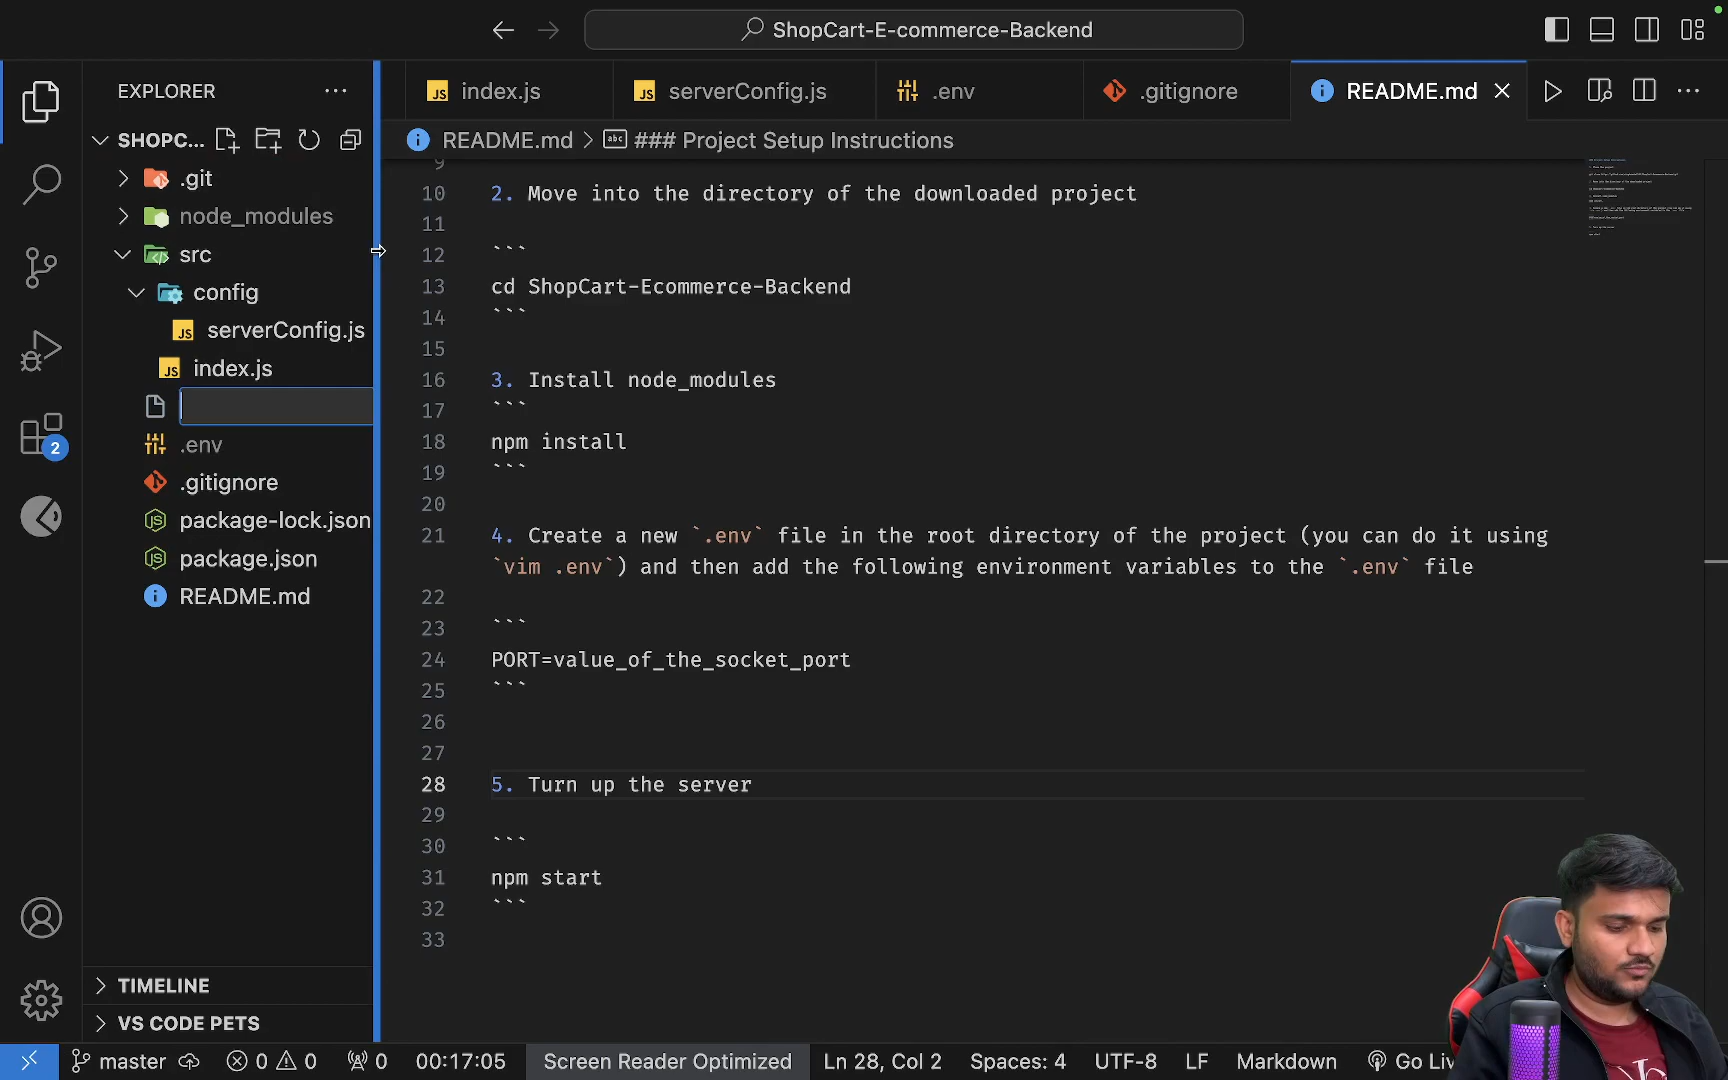 ShopCart-E-commerce-Backend
EXPLORER
index.js
serverConfig.js
.env
.gitignore
README.md
SHOPC...
README.md > ### Project Setup Instructions
.git
node_modules
src
config
serverConfig.js
index.js
.env
.gitignore
package-lock.json
package.json
README.md
9
10 2. Move into the directory of the downloaded project
11
12 ```
13 cd ShopCart-Ecommerce-Backend
14 ```
15
16 3. Install node_modules
17 ```
18 npm install
19 ```
20
21 4. Create a new `.env` file in the root directory of the project (you can do it using
`vim .env`) and then add the following environment variables to the `.env` file
22
23 ```
24 PORT=value_of_the_socket_port
25 ```
26
27
28 5. Turn up the server
29
30 ```
31 npm start
32 ```
33
2
TIMELINE
VS CODE PETS
master 0 0 0 00:17:05 Screen Reader Optimized Ln 28, Col 2 Spaces: 4 UTF-8 LF Markdown Go Liv